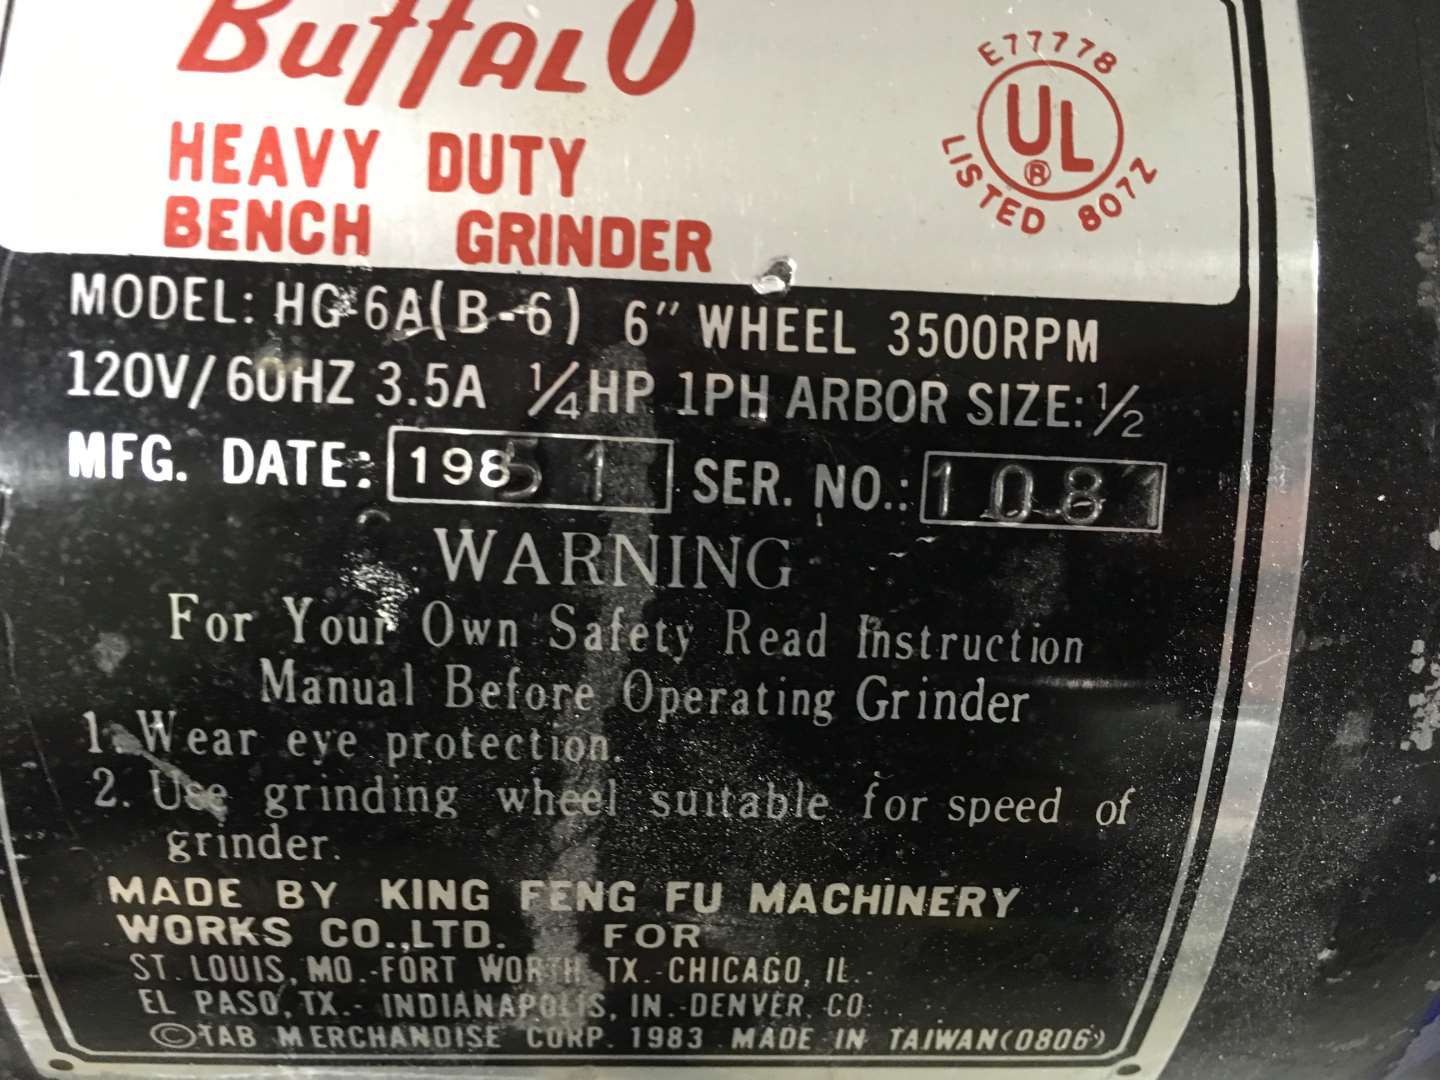 BuffalO
HEAVY DUTY
BENCH GRINDER
E77778
UL
®
LISTED 807Z
MODEL: HG-6A(B-6) 6" WHEEL 3500RPM
120V/60HZ 3.5A 1/4HP 1PH ARBOR SIZE: 1/2
MFG. DATE: 1985 1 SER. NO.: 1081
WARNING
For Your Own Safety Read Instruction
Manual Before Operating Grinder
1. Wear eye protection.
2. Use grinding wheel suitable for speed of
grinder.
MADE BY KING FENG FU MACHINERY
WORKS CO.,LTD. FOR
ST. LOUIS, MO.-FORT WORTH, TX.-CHICAGO, IL.-
EL PASO, TX.- INDIANAPOLIS, IN.-DENVER, CO.
©TAB MERCHANDISE CORP. 1983 MADE IN TAIWAN(0806)